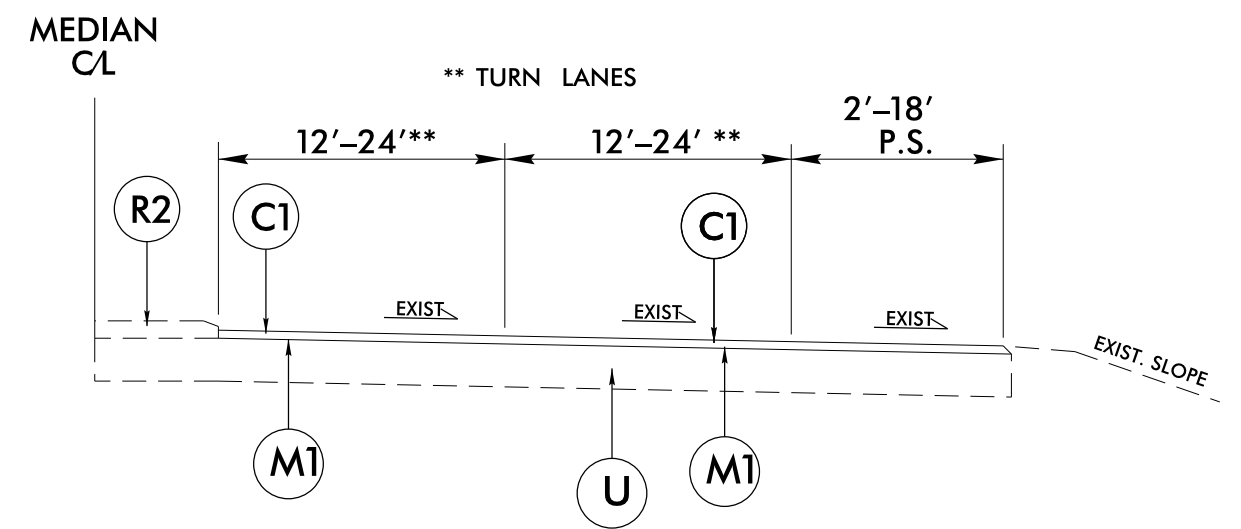 MEDIAN
C/L
** TURN LANES
12'–24'**
12'–24' **
2'–18'
P.S.
R2
C1
C1
EXIST.
EXIST.
EXIST.
EXIST. SLOPE
M1
U
M1